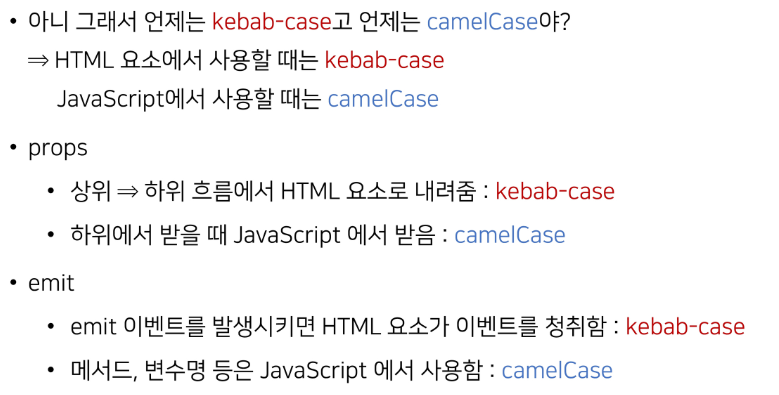 • 아니 그래서 언제는 kebab-case고 언제는 camelCase야?
⇒ HTML 요소에서 사용할 때는 kebab-case
JavaScript에서 사용할 때는 camelCase
• props
• 상위 ⇒ 하위 흐름에서 HTML 요소로 내려줌 : kebab-case
• 하위에서 받을 때 JavaScript 에서 받음 : camelCase
• emit
• emit 이벤트를 발생시키면 HTML 요소가 이벤트를 청취함 : kebab-case
• 메서드, 변수명 등은 JavaScript 에서 사용함 : camelCase